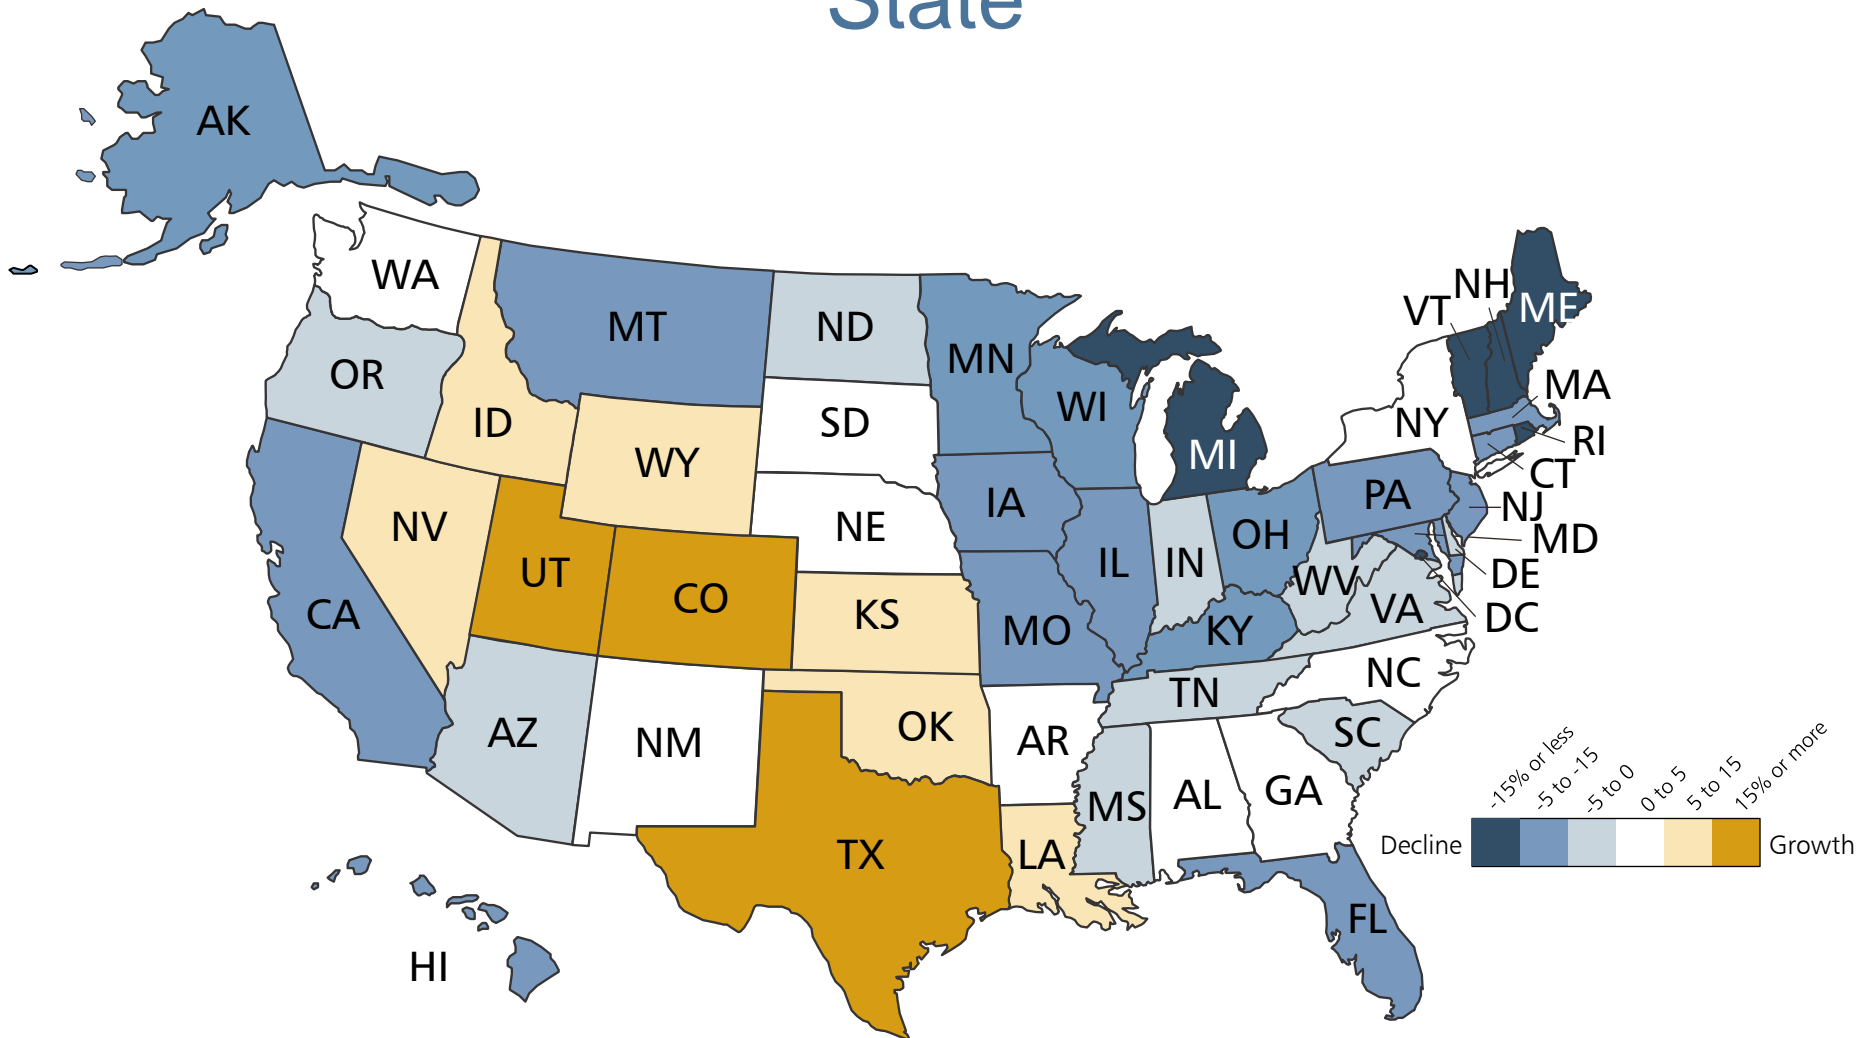 State
AK
WA
MT
ND
MN
OR
ID
WY
SD
WI
MI
NY
VT
NH
ME
MA
RI
CT
NJ
MD
DE
DC
PA
NV
UT
CO
NE
IA
IL
IN
OH
WV
VA
CA
KS
MO
KY
NC
TN
AZ
NM
OK
AR
SC
MS
AL
GA
TX
LA
FL
HI
-15% or less
-5 to -15
-5 to 0
0 to 5
5 to 15
15% or more
Decline
Growth